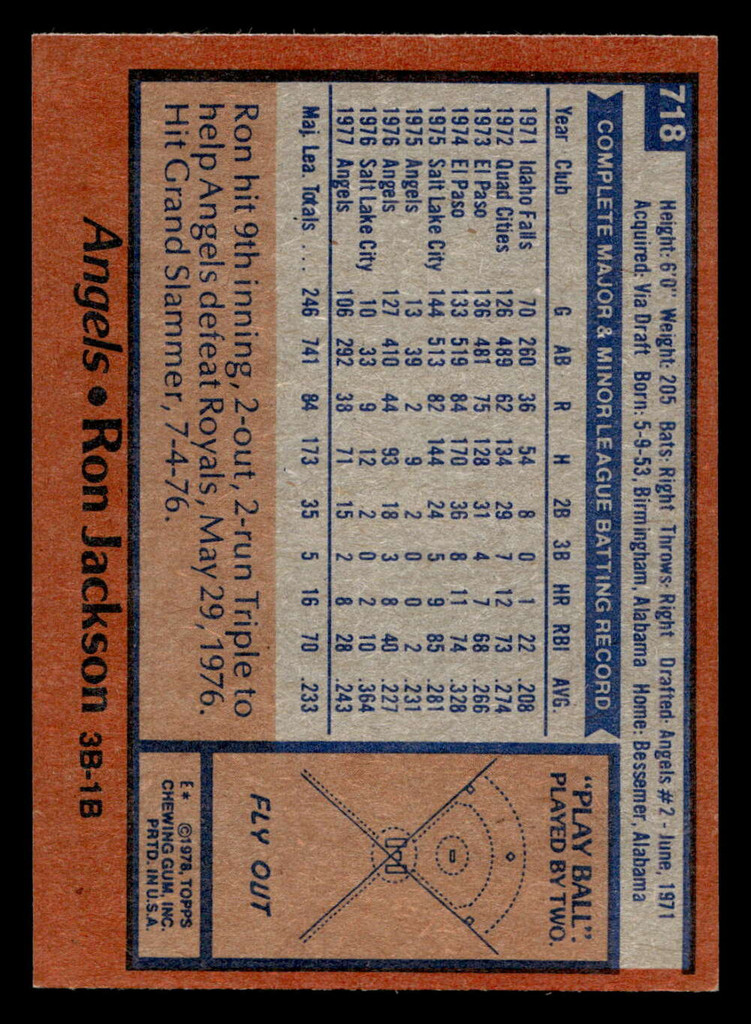 718
Height: 6'0" Weight: 205 Bats: Right Throws: Right Drafted: Angels #2 - June, 1971
Acquired: Via Draft Born: 5-9-53, Birmingham, Alabama Home: Bessemer, Alabama
COMPLETE MAJOR & MINOR LEAGUE BATTING RECORD
Year Club G AB R H 2B 3B HR RBI AVG.
1971 Idaho Falls 70 260 36 54 8 0 1 22 .208
1972 Quad Cities 126 489 62 134 29 7 12 73 .274
1973 El Paso 136 481 75 128 31 4 7 68 .266
1974 El Paso 133 519 84 170 36 8 11 74 .328
1975 Salt Lake City 144 513 82 144 24 5 9 85 .281
1975 Angels 13 39 2 9 2 0 0 2 .231
1976 Angels 127 410 44 93 18 3 8 40 .227
1976 Salt Lake City 10 33 9 12 2 0 2 10 .364
1977 Angels 106 292 38 71 15 2 8 28 .243
Maj. Lea. Totals ... 246 741 84 173 35 5 16 70 .233
Ron hit 9th inning, 2-out, 2-run Triple to
help Angels defeat Royals, May 29, 1976.
Hit Grand Slammer, 7-4-76.
"PLAY BALL"
PLAYED BY TWO.
FLY OUT
E* ©1978, TOPPS
CHEWING GUM, INC.
PRTD. IN U.S.A.
Angels • Ron Jackson 3B-1B